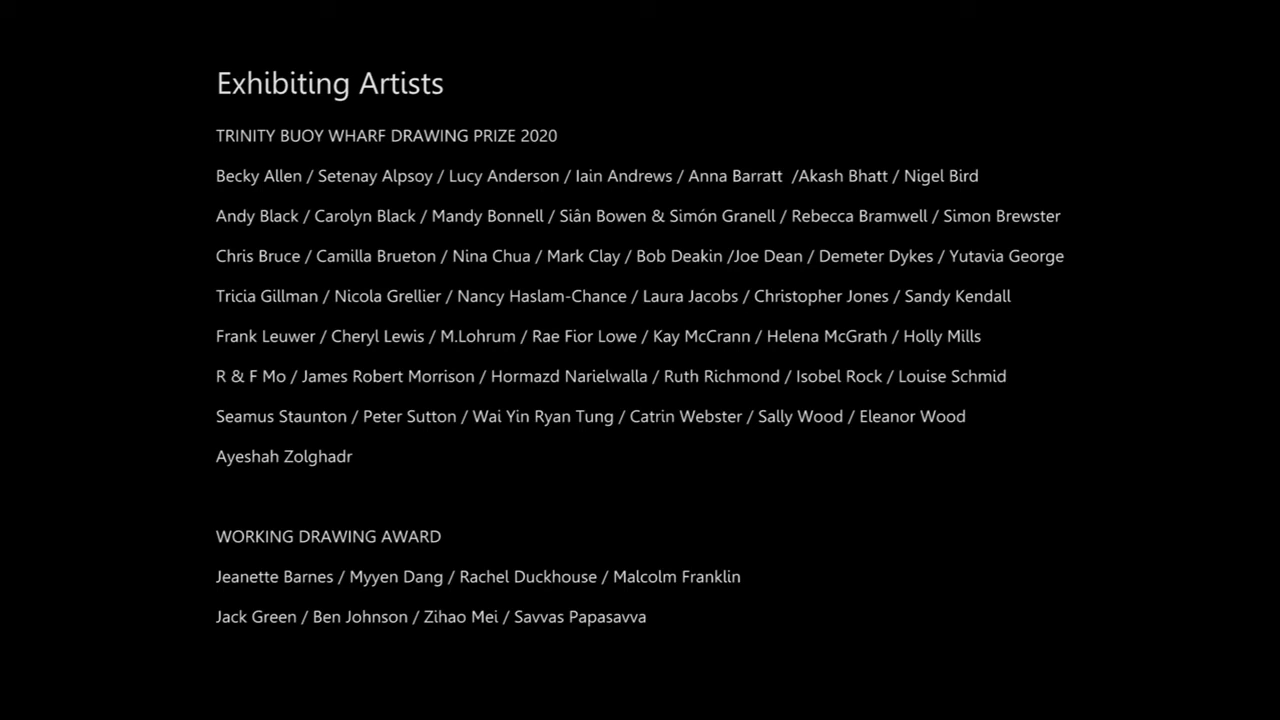 Exhibiting Artists
TRINITY BUOY WHARF DRAWING PRIZE 2020
Becky Allen / Setenay Alpsoy / Lucy Anderson / Iain Andrews / Anna Barratt  /Akash Bhatt / Nigel Bird
Andy Black / Carolyn Black / Mandy Bonnell / Siân Bowen & Simón Granell / Rebecca Bramwell / Simon Brewster
Chris Bruce / Camilla Brueton / Nina Chua / Mark Clay / Bob Deakin /Joe Dean / Demeter Dykes / Yutavia George
Tricia Gillman / Nicola Grellier / Nancy Haslam-Chance / Laura Jacobs / Christopher Jones / Sandy Kendall
Frank Leuwer / Cheryl Lewis / M.Lohrum / Rae Fior Lowe / Kay McCrann / Helena McGrath / Holly Mills
R & F Mo / James Robert Morrison / Hormazd Narielwalla / Ruth Richmond / Isobel Rock / Louise Schmid
Seamus Staunton / Peter Sutton / Wai Yin Ryan Tung / Catrin Webster / Sally Wood / Eleanor Wood
Ayeshah Zolghadr
WORKING DRAWING AWARD
Jeanette Barnes / Myyen Dang / Rachel Duckhouse / Malcolm Franklin
Jack Green / Ben Johnson / Zihao Mei / Savvas Papasavva